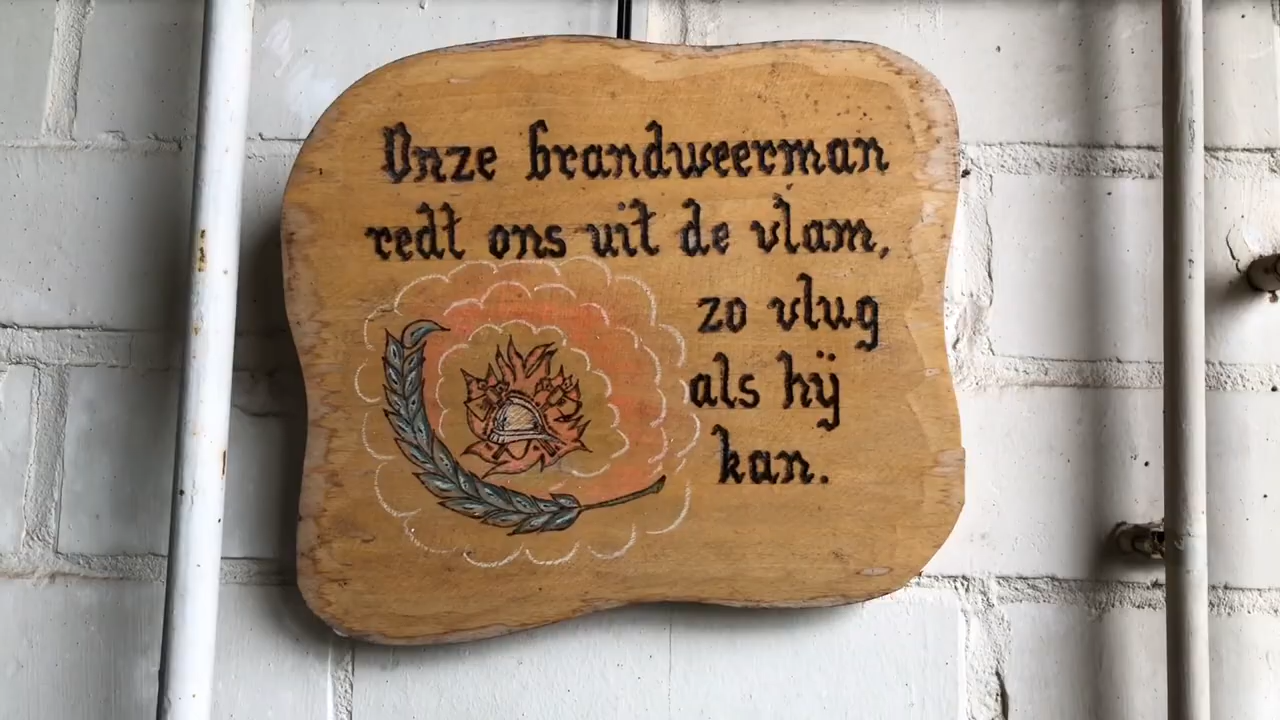 Onze brandweerman
redt ons uit de vlam,
zo vlug
als hij
kan.